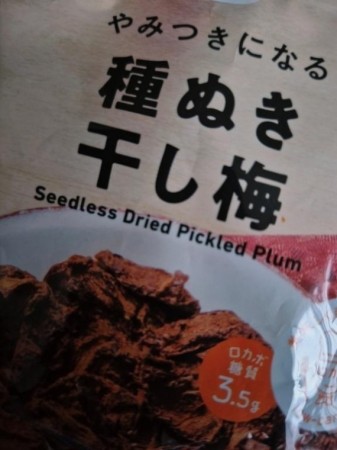 やみつきになる
種ぬき
干し梅
Seedless Dried Pickled Plum
ロカボ
糖質
3.5g